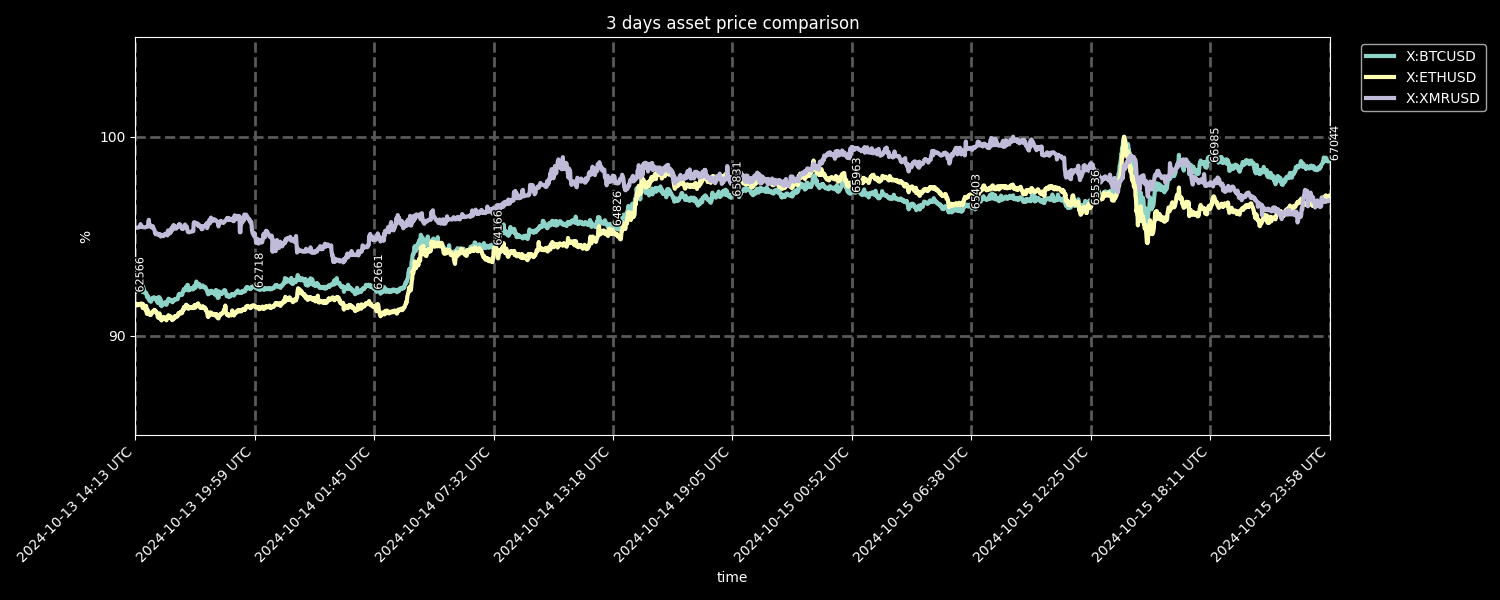 3 days asset price comparison
X:BTCUSD
X:ETHUSD
X:XMRUSD
%
100
90
62566
62718
62661
64166
64826
65831
65963
65403
65536
66985
67044
2024-10-13 14:13 UTC
2024-10-13 19:59 UTC
2024-10-14 01:45 UTC
2024-10-14 07:32 UTC
2024-10-14 13:18 UTC
2024-10-14 19:05 UTC
2024-10-15 00:52 UTC
2024-10-15 06:38 UTC
2024-10-15 12:25 UTC
2024-10-15 18:11 UTC
2024-10-15 23:58 UTC
time